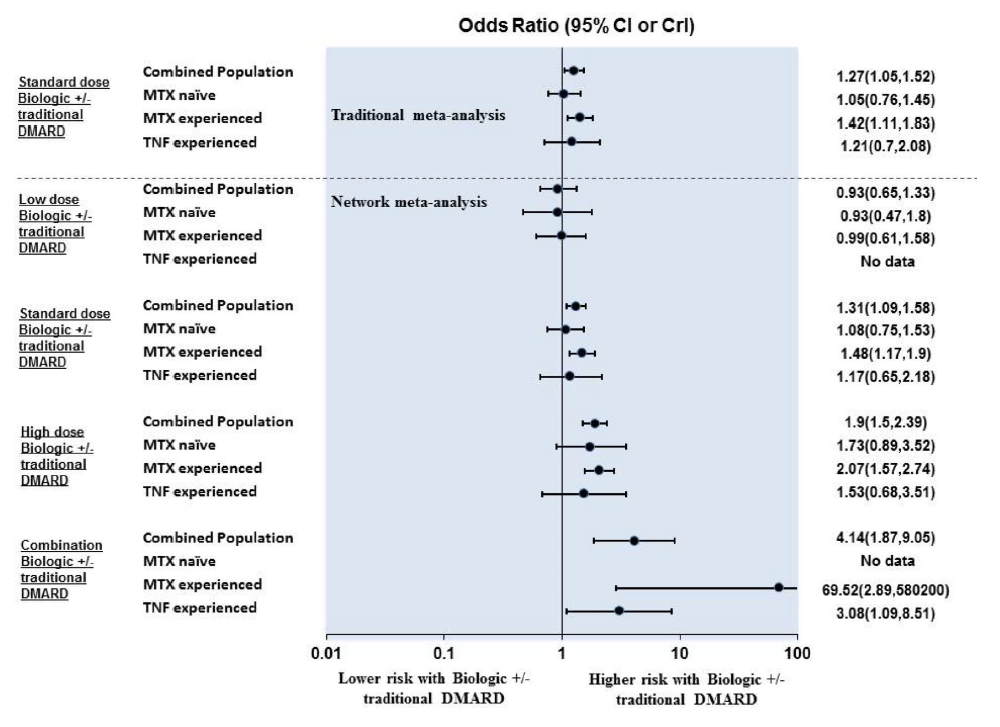 Odds Ratio (95% CI or CrI)
Standard dose
Biologic +/-
traditional
DMARD
Combined Population 1.27(1.05,1.52)
MTX naïve 1.05(0.76,1.45)
MTX experienced 1.42(1.11,1.83)
TNF experienced 1.21(0.7,2.08)
Traditional meta-analysis
Network meta-analysis
Low dose
Biologic +/-
traditional
DMARD
Combined Population 0.93(0.65,1.33)
MTX naïve 0.93(0.47,1.8)
MTX experienced 0.99(0.61,1.58)
TNF experienced No data
Standard dose
Biologic +/-
traditional
DMARD
Combined Population 1.31(1.09,1.58)
MTX naïve 1.08(0.75,1.53)
MTX experienced 1.48(1.17,1.9)
TNF experienced 1.17(0.65,2.18)
High dose
Biologic +/-
traditional
DMARD
Combined Population 1.9(1.5,2.39)
MTX naïve 1.73(0.89,3.52)
MTX experienced 2.07(1.57,2.74)
TNF experienced 1.53(0.68,3.51)
Combination
Biologic +/-
traditional
DMARD
Combined Population 4.14(1.87,9.05)
MTX naïve No data
MTX experienced 69.52(2.89,580200)
TNF experienced 3.08(1.09,8.51)
0.01 0.1 1 10 100
Lower risk with Biologic +/-
traditional DMARD
Higher risk with Biologic +/-
traditional DMARD